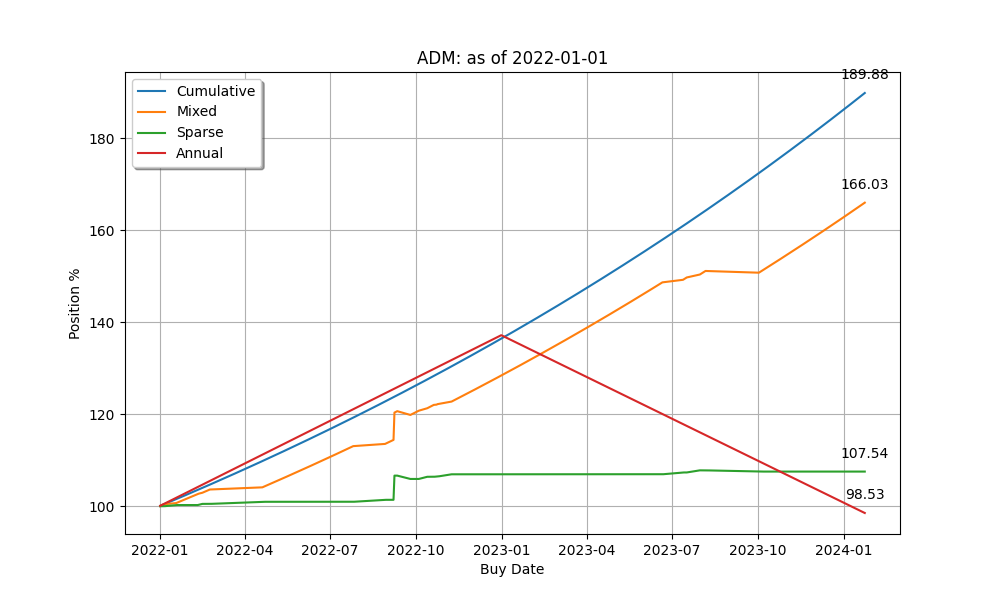 ADM: as of 2022-01-01
189.88
Cumulative
Mixed
Sparse
Annual
180
166.03
160
Position %
140
120
107.54
98.53
100
2022-01 2022-04 2022-07 2022-10 2023-01 2023-04 2023-07 2023-10 2024-01
Buy Date